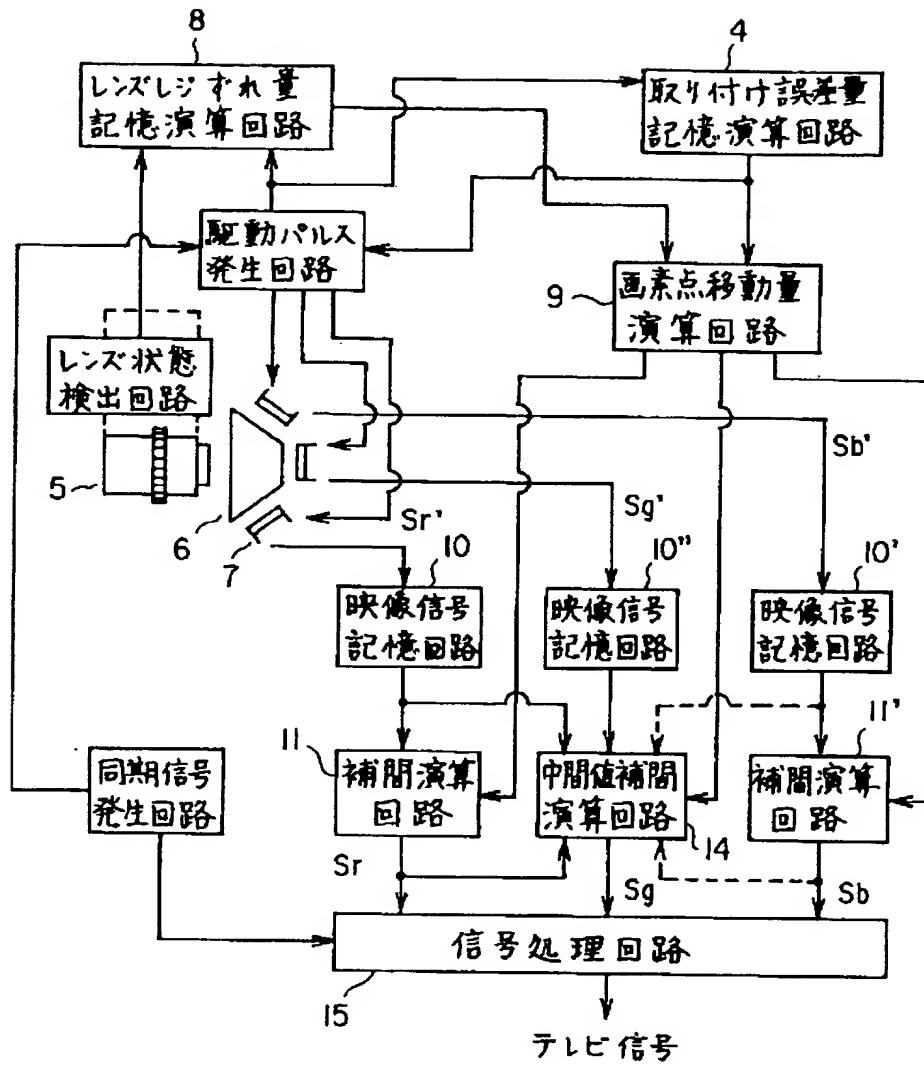 8
4
レンズレジずれ量
記憶演算回路
取り付け誤差量
記憶演算回路
駆動パルス
発生回路
9
画素点移動量
演算回路
レンズ状態
検出回路
5
6
7
Sr'
Sg'
Sb'
10
10"
10'
映像信号
記憶回路
映像信号
記憶回路
映像信号
記憶回路
11
11'
同期信号
発生回路
補間演算
回路
中間値補間
演算回路
補間演算
回路
14
Sr
Sg
Sb
信号処理回路
15
テレビ信号